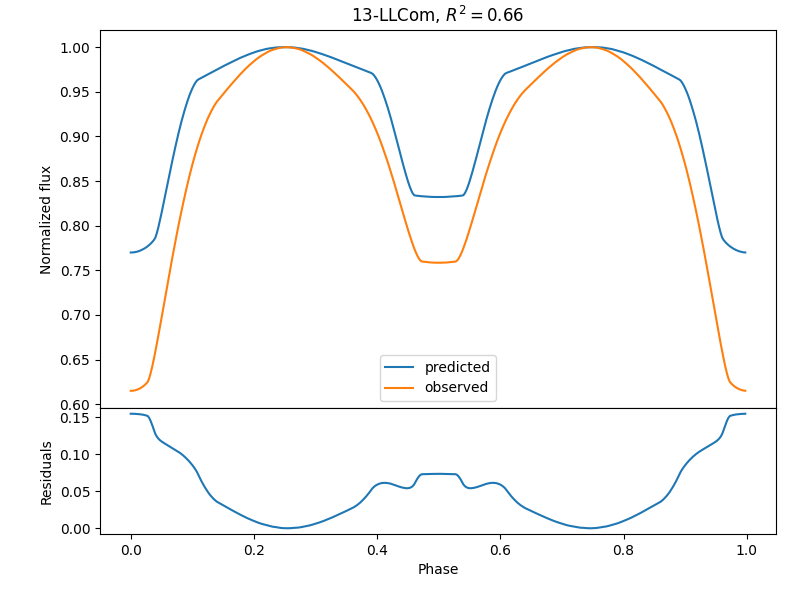 13-LLCom, R² = 0.66
1.00
0.95
0.90
0.85
0.80
0.75
0.70
0.65
0.60
Normalized flux
predicted
observed
0.15
0.10
0.05
0.00
Residuals
0.0 0.2 0.4 0.6 0.8 1.0
Phase